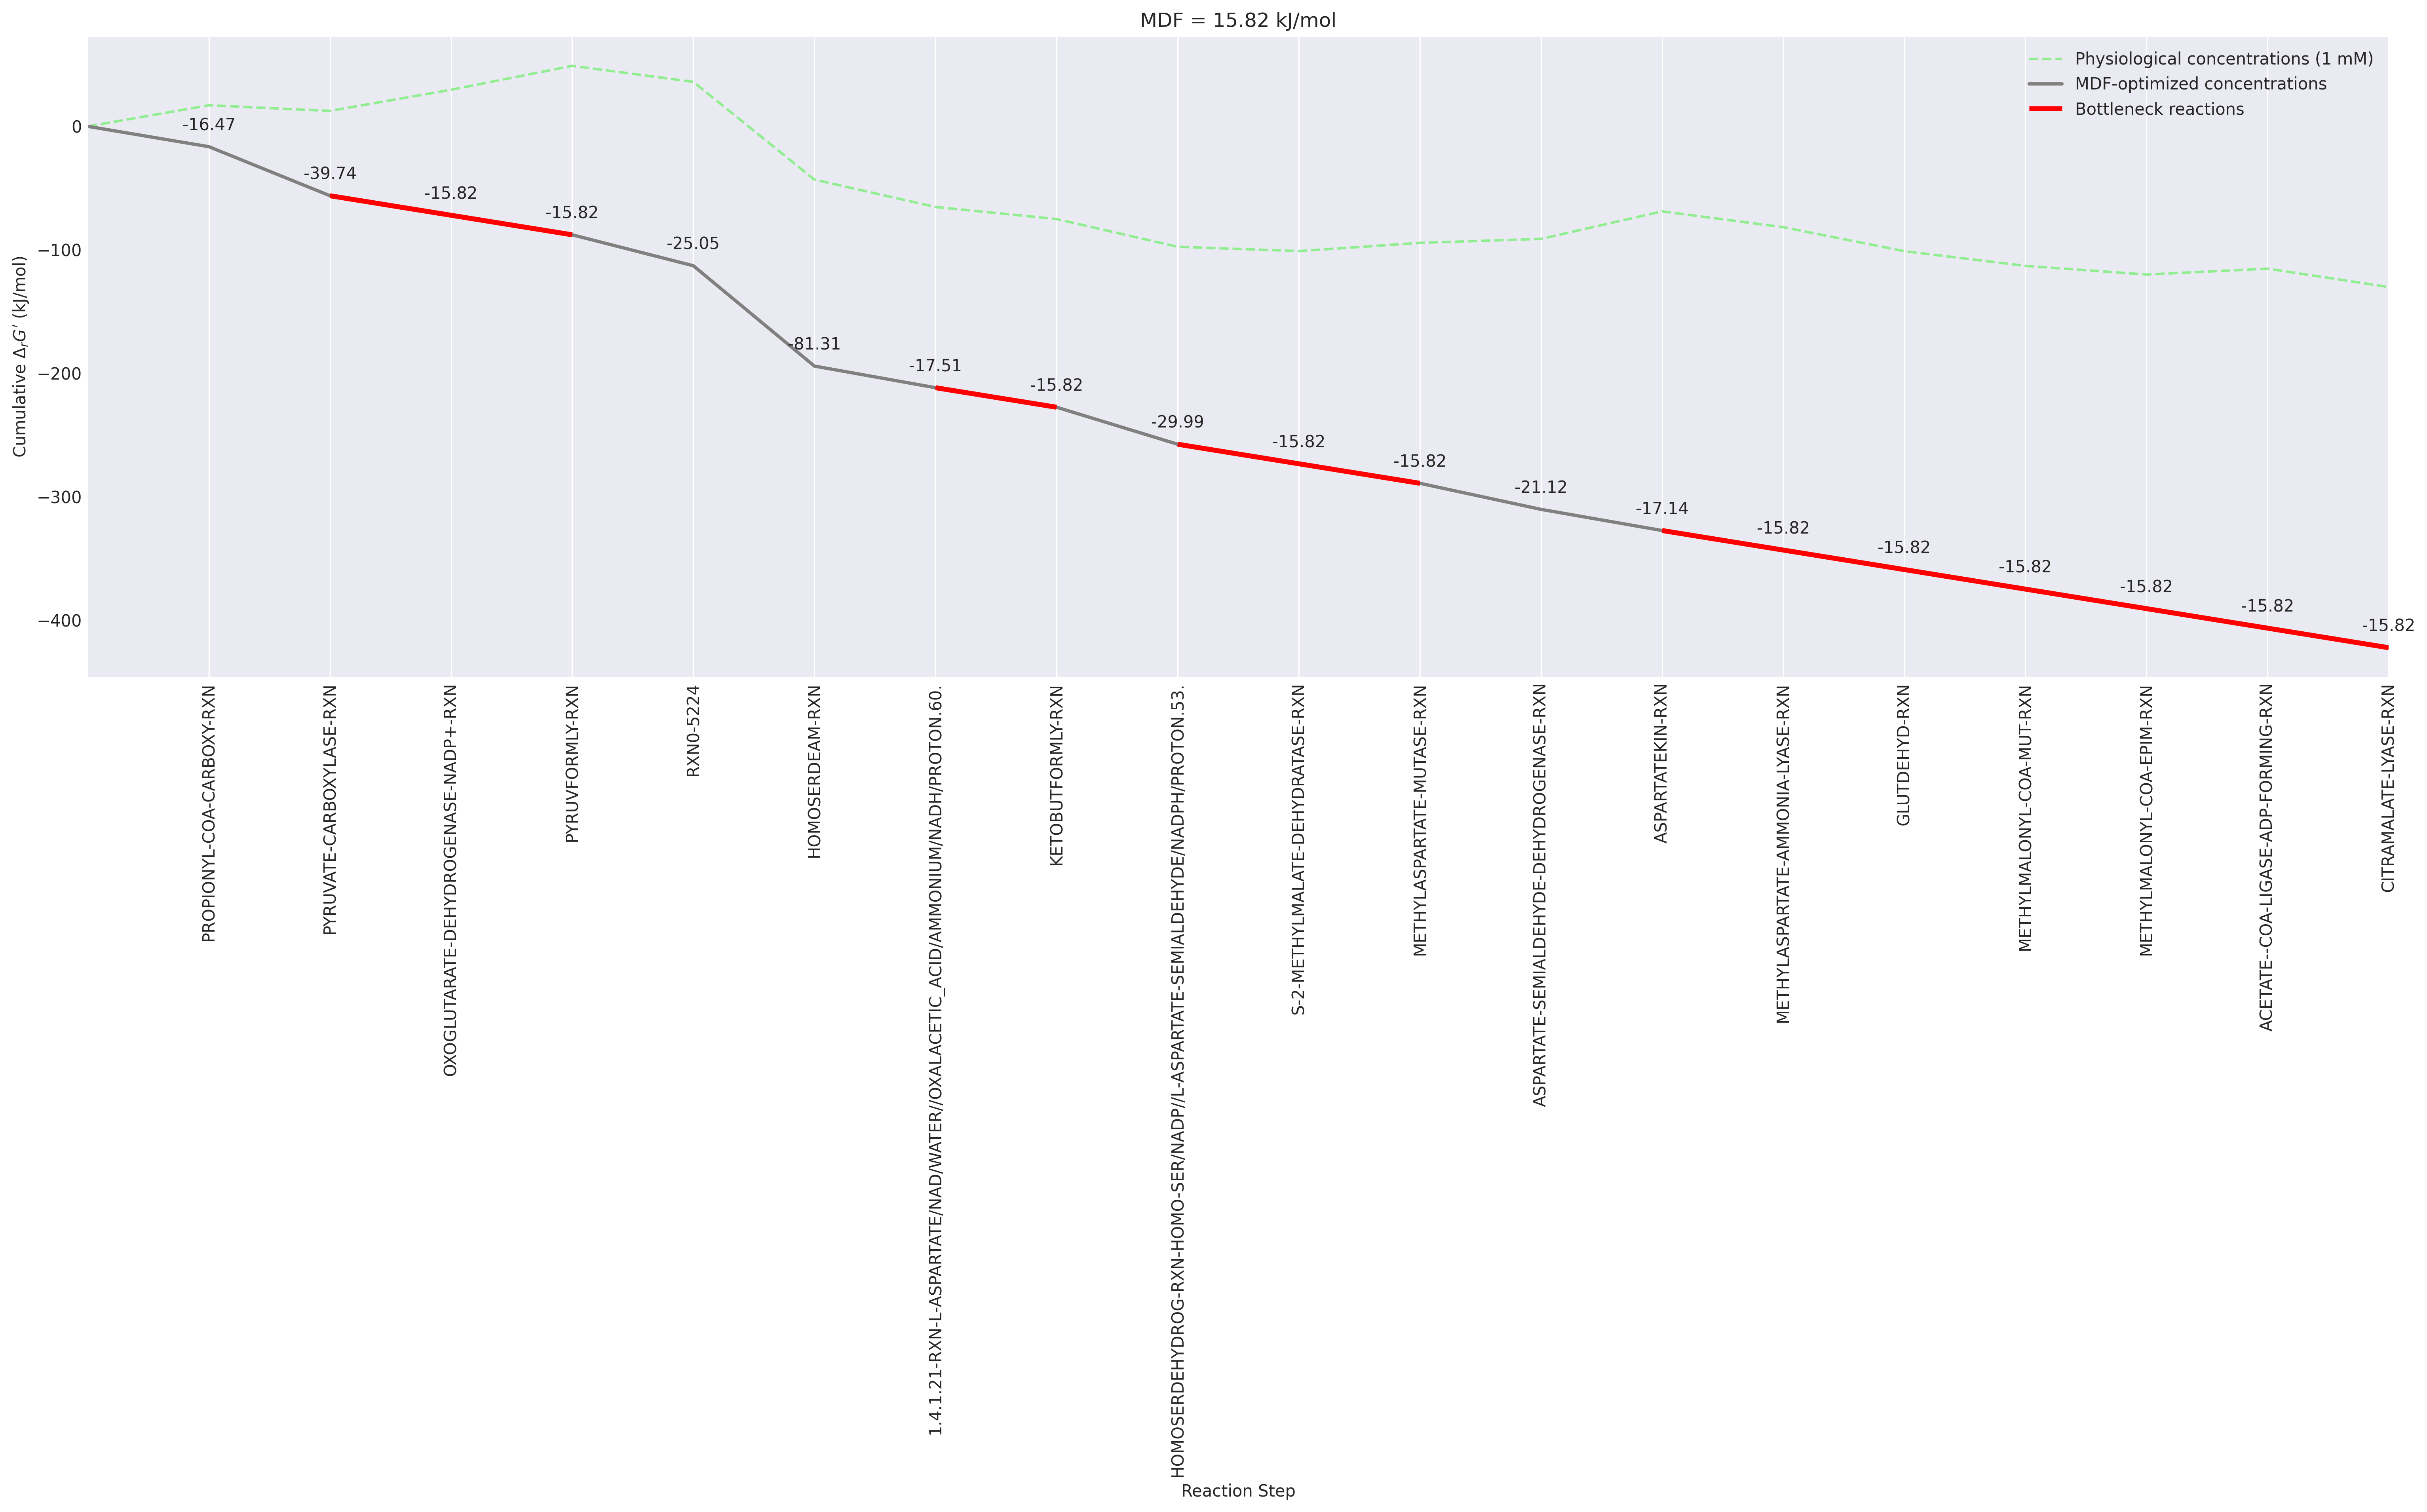 MDF = 15.82 kJ/mol
Physiological concentrations (1 mM)
MDF-optimized concentrations
Bottleneck reactions
Cumulative ΔrG′ (kJ/mol)
0
−100
−200
−300
−400
-16.47
-39.74
-15.82
-15.82
-25.05
-81.31
-17.51
-15.82
-29.99
-15.82
-15.82
-21.12
-17.14
-15.82
-15.82
-15.82
-15.82
-15.82
-15.82
PROPIONYL-COA-CARBOXY-RXN
PYRUVATE-CARBOXYLASE-RXN
OXOGLUTARATE-DEHYDROGENASE-NADP+-RXN
PYRUVFORMLY-RXN
RXN0-5224
HOMOSERDEAM-RXN
1.4.1.21-RXN-L-ASPARTATE/NAD/WATER//OXALACETIC_ACID/AMMONIUM/NADH/PROTON.60.
KETOBUTFORMLY-RXN
HOMOSERDEHYDROG-RXN-HOMO-SER/NADP//L-ASPARTATE-SEMIALDEHYDE/NADPH/PROTON.53.
S-2-METHYLMALATE-DEHYDRATASE-RXN
METHYLASPARTATE-MUTASE-RXN
ASPARTATE-SEMIALDEHYDE-DEHYDROGENASE-RXN
ASPARTATEKIN-RXN
METHYLASPARTATE-AMMONIA-LYASE-RXN
GLUTDEHYD-RXN
METHYLMALONYL-COA-MUT-RXN
METHYLMALONYL-COA-EPIM-RXN
ACETATE--COA-LIGASE-ADP-FORMING-RXN
CITRAMALATE-LYASE-RXN
Reaction Step